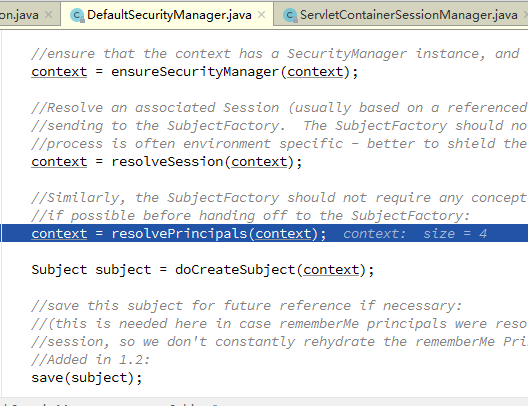 on.java × DefaultSecurityManager.java × ServletContainerSessionManager.java ×
//ensure that the context has a SecurityManager instance, and
context = ensureSecurityManager(context);
//Resolve an associated Session (usually based on a referenced
//sending to the SubjectFactory. The SubjectFactory should no
//process is often environment specific - better to shield the
context = resolveSession(context);
//Similarly, the SubjectFactory should not require any concept
//if possible before handing off to the SubjectFactory:
context = resolvePrincipals(context); context: size = 4
Subject subject = doCreateSubject(context);
//save this subject for future reference if necessary:
//(this is needed here in case rememberMe principals were reso
//session, so we don't constantly rehydrate the rememberMe Pri
//Added in 1.2:
save(subject);